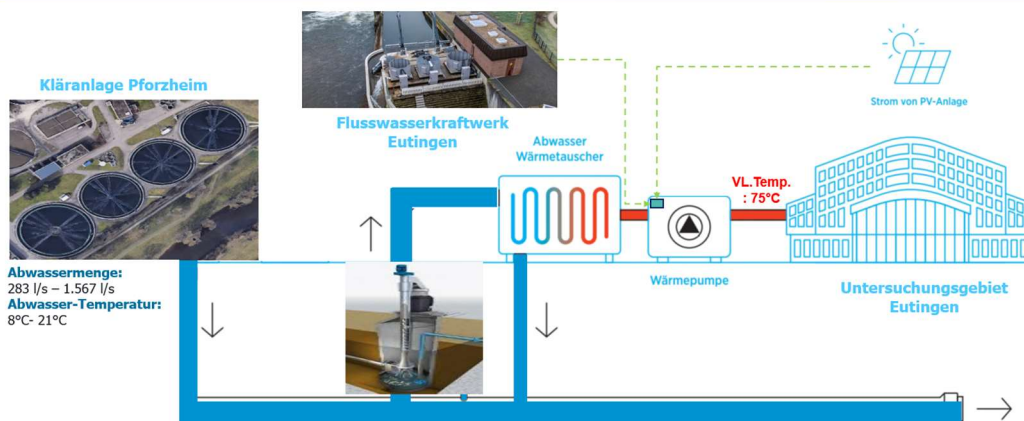 Kläranlage Pforzheim
Abwassermenge:
283 l/s – 1.567 l/s
Abwasser-Temperatur:
8°C- 21°C
Flusswasserkraftwerk
Eutingen
Abwasser
Wärmetauscher
Wärmepumpe
VL.Temp.
: 75°C
Strom von PV-Anlage
Untersuchungsgebiet
Eutingen